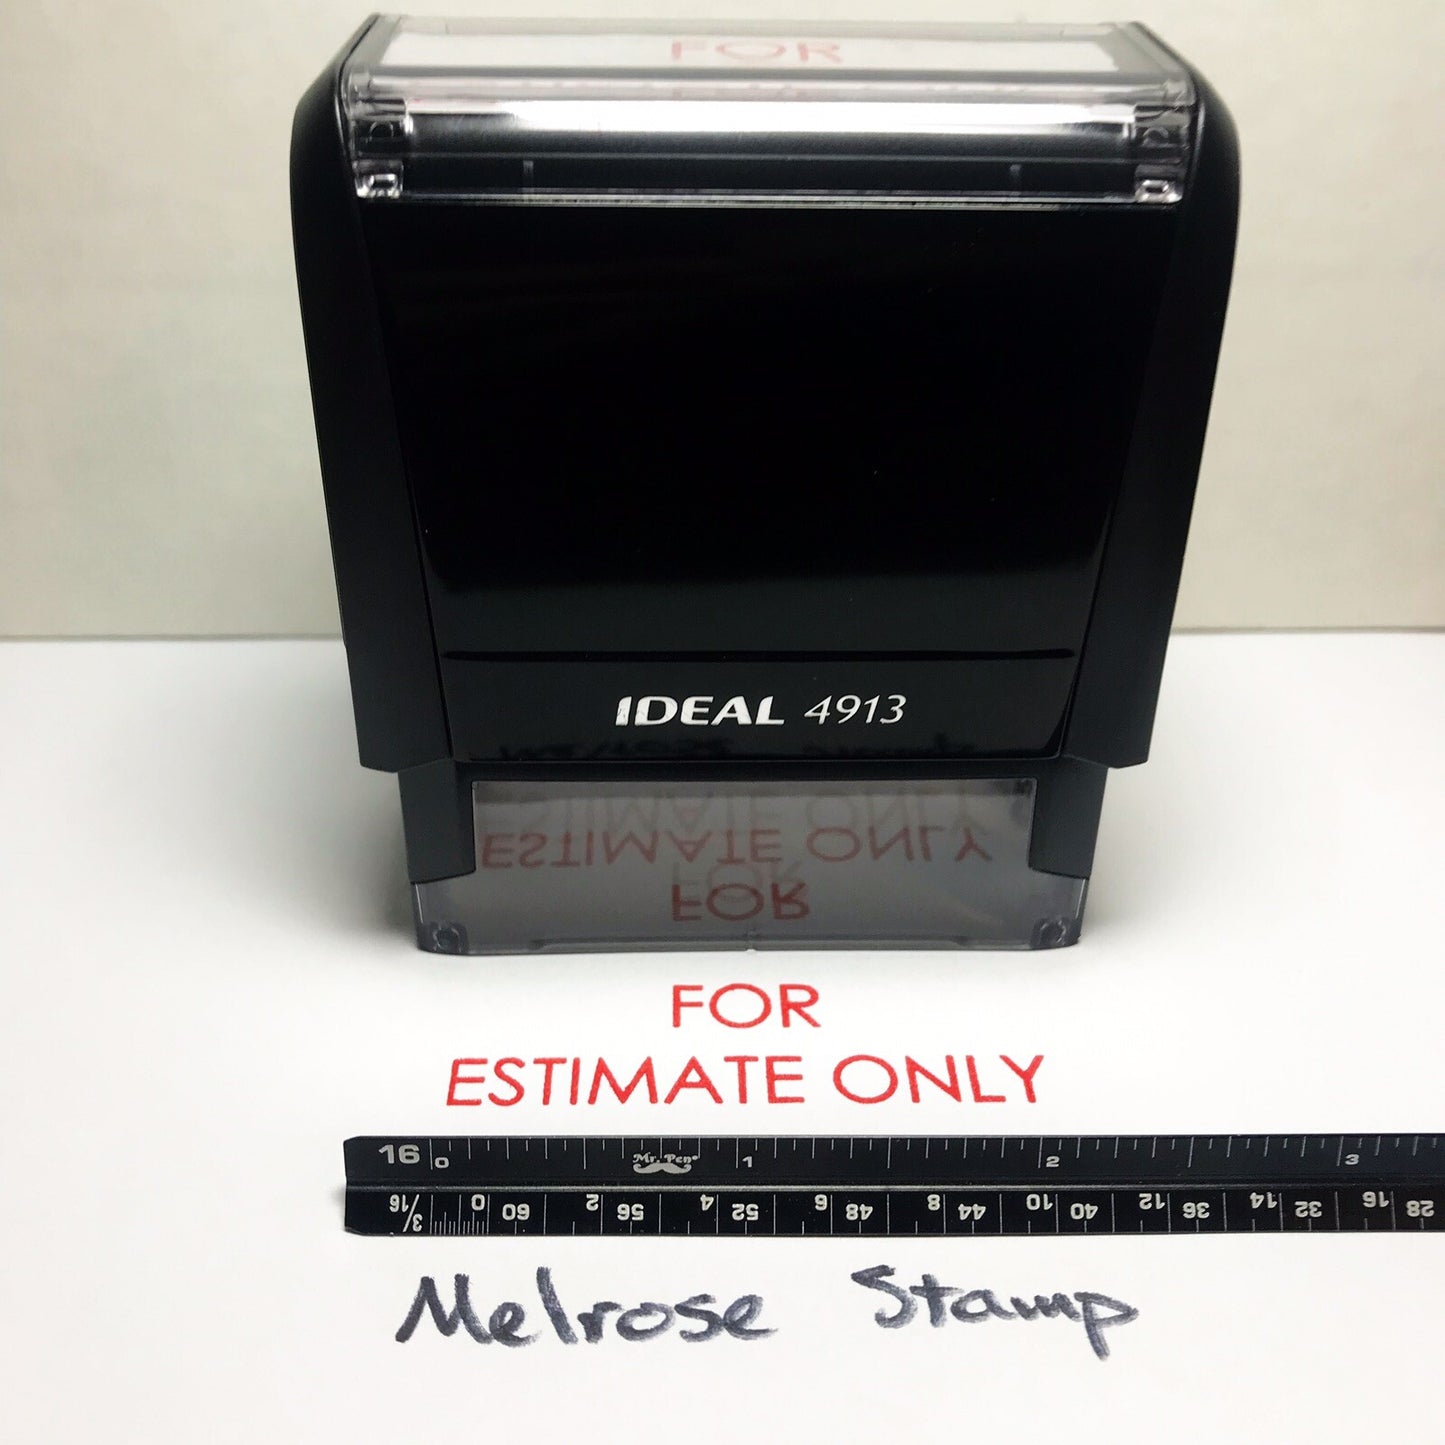 FOR
IDEAL 4913
ESTIMATE ONLY
FOR
FOR
ESTIMATE ONLY
16 0 Mr. Pen® 1 2 3
3/16 0 60 2 56 4 52 6 48 8 44 10 40 12 36 14 32 16 28
Melrose Stamp